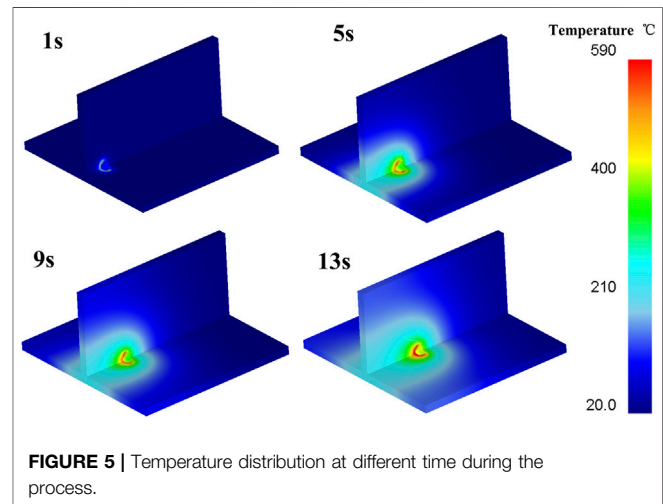 1s
5s
Temperature ℃
590
400
210
20.0
9s
13s
FIGURE 5 | Temperature distribution at different time during the
process.